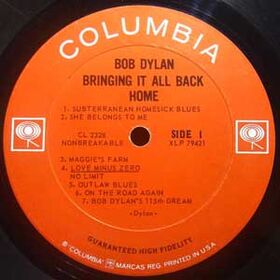 COLUMBIA
BOB DYLAN
BRINGING IT ALL BACK
HOME
1. SUBTERRANEAN HOMESICK BLUES
2. SHE BELONGS TO ME
CL 2328
NONBREAKABLE
SIDE 1
XLP 79421
3. MAGGIE'S FARM
4. LOVE MINUS ZERO
NO LIMIT
5. OUTLAW BLUES
6. ON THE ROAD AGAIN
7. BOB DYLAN'S 115th DREAM
-Dylan-
GUARANTEED HIGH FIDELITY
® "COLUMBIA" MARCAS REG. PRINTED IN U.S.A.